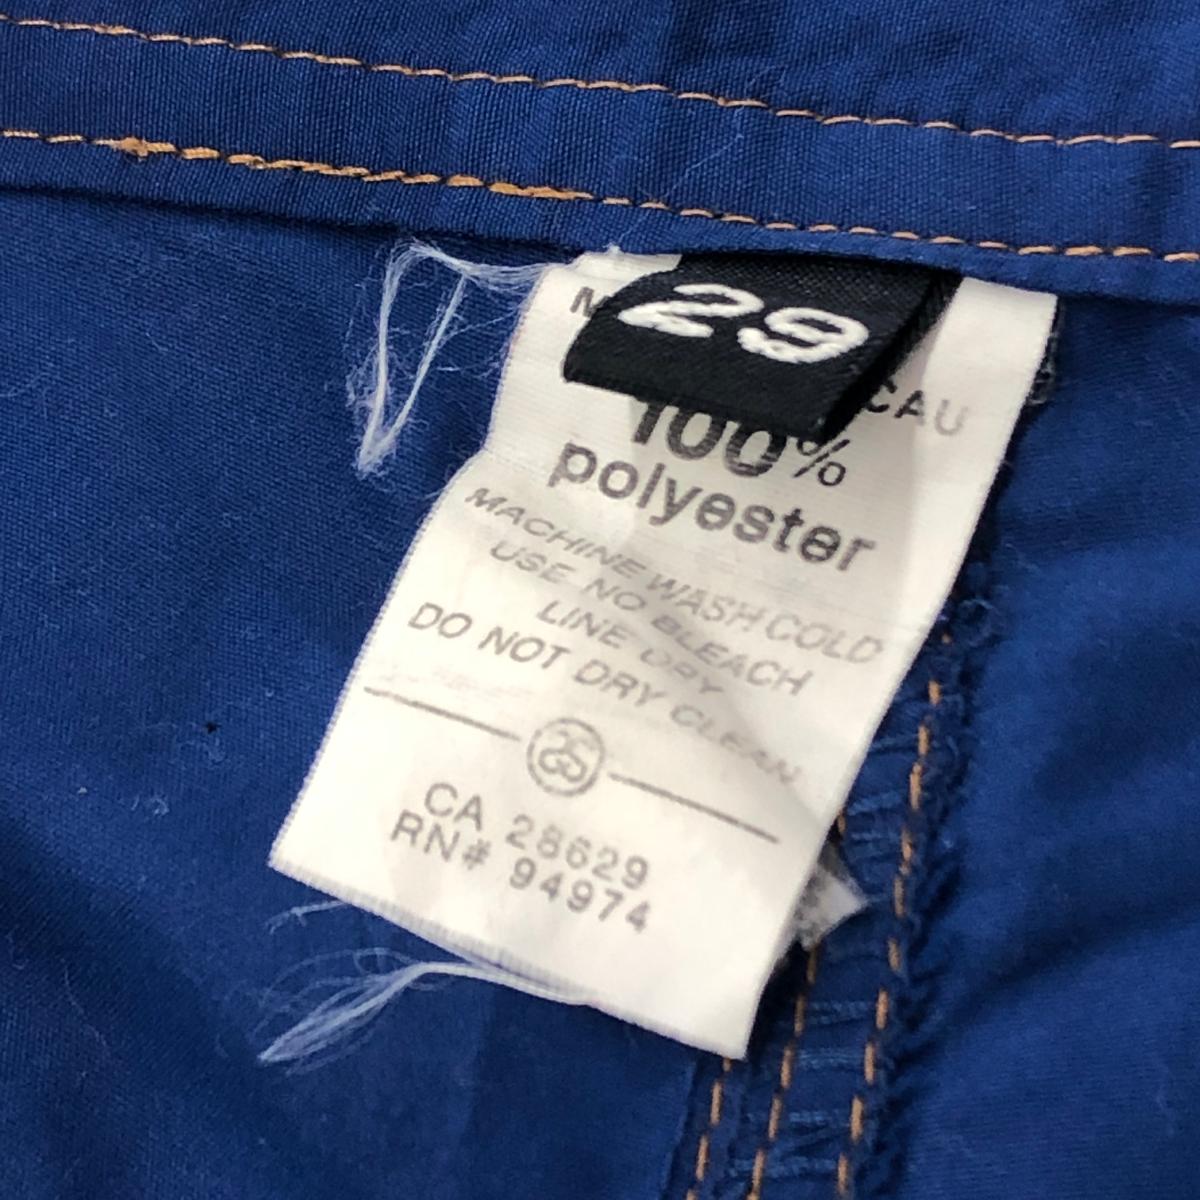 29
M
CAU
100%
polyester
MACHINE WASH COLD
USE NO BLEACH
LINE DRY
DO NOT DRY CLEAN
CA 28629
RN# 94974